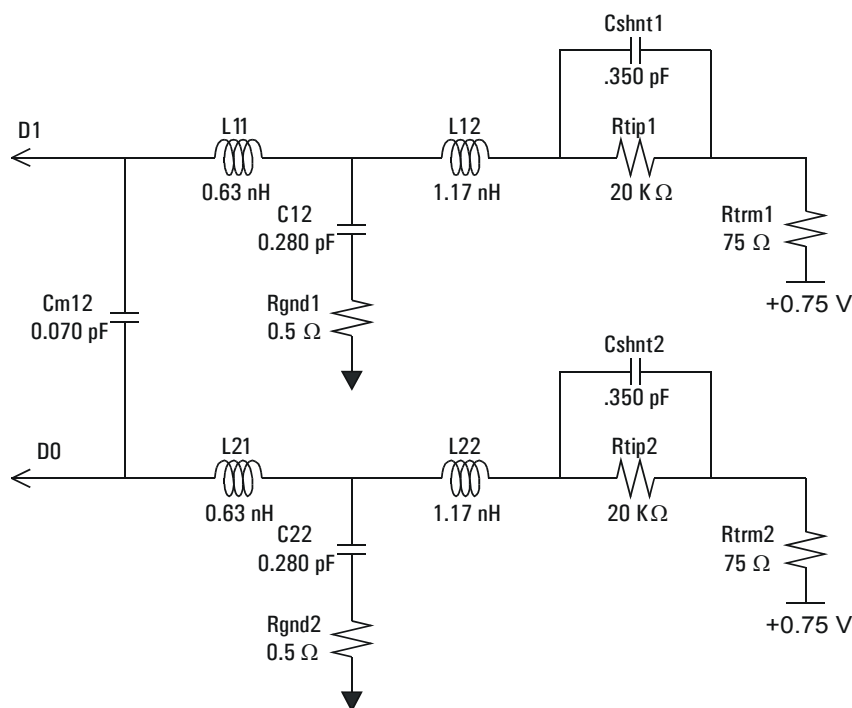 Cshnt1
.350 pF
D1
L11
0.63 nH
L12
1.17 nH
Rtip1
20 KΩ
C12
0.280 pF
Rtrm1
75 Ω
+0.75 V
Cm12
0.070 pF
Rgnd1
0.5 Ω
Cshnt2
.350 pF
D0
L21
0.63 nH
L22
1.17 nH
Rtip2
20 KΩ
C22
0.280 pF
Rtrm2
75 Ω
+0.75 V
Rgnd2
0.5 Ω